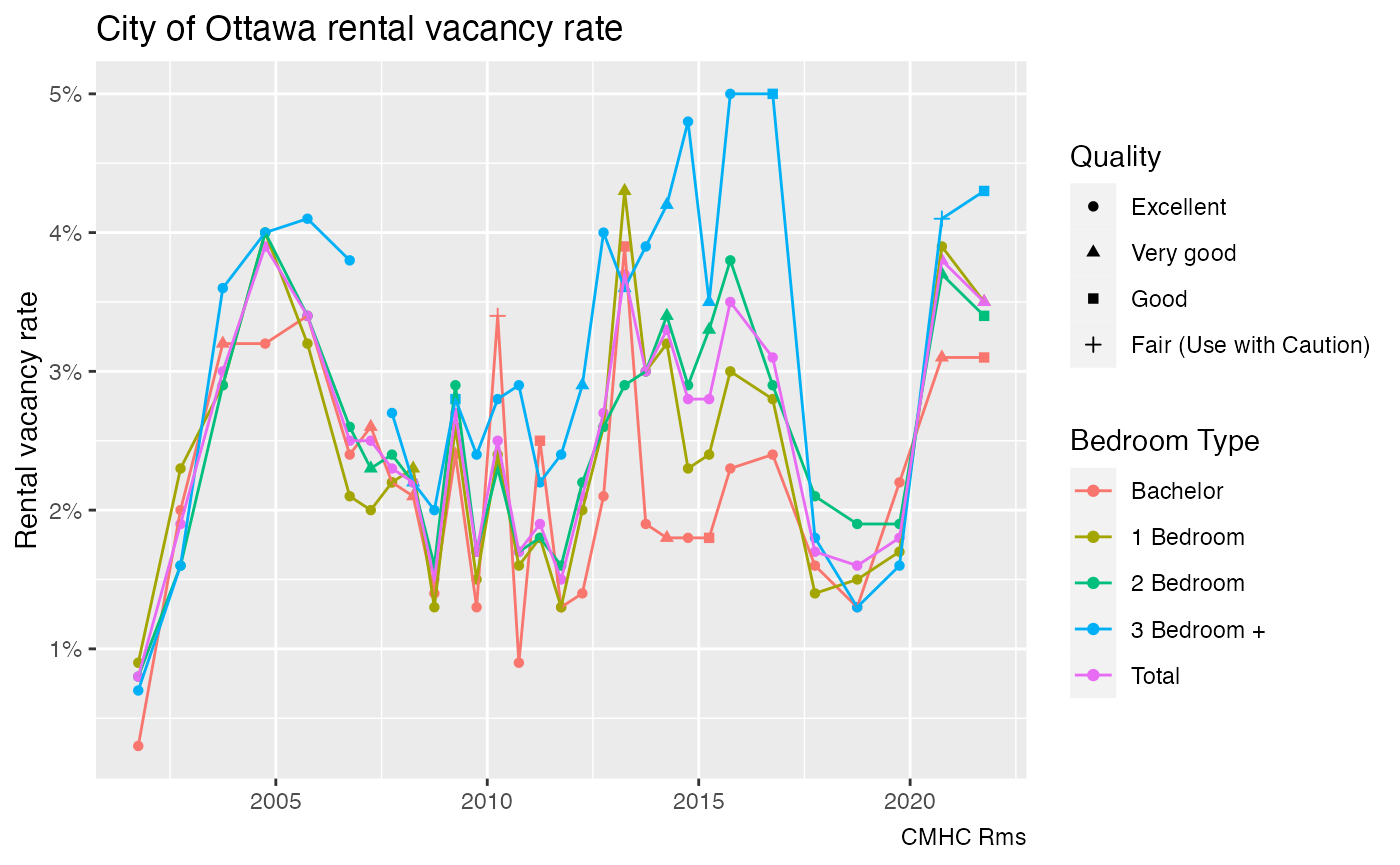 City of Ottawa rental vacancy rate
Rental vacancy rate
5%
4%
3%
2%
1%
2005
2010
2015
2020
CMHC Rms
Quality
Excellent
Very good
Good
Fair (Use with Caution)
Bedroom Type
Bachelor
1 Bedroom
2 Bedroom
3 Bedroom +
Total